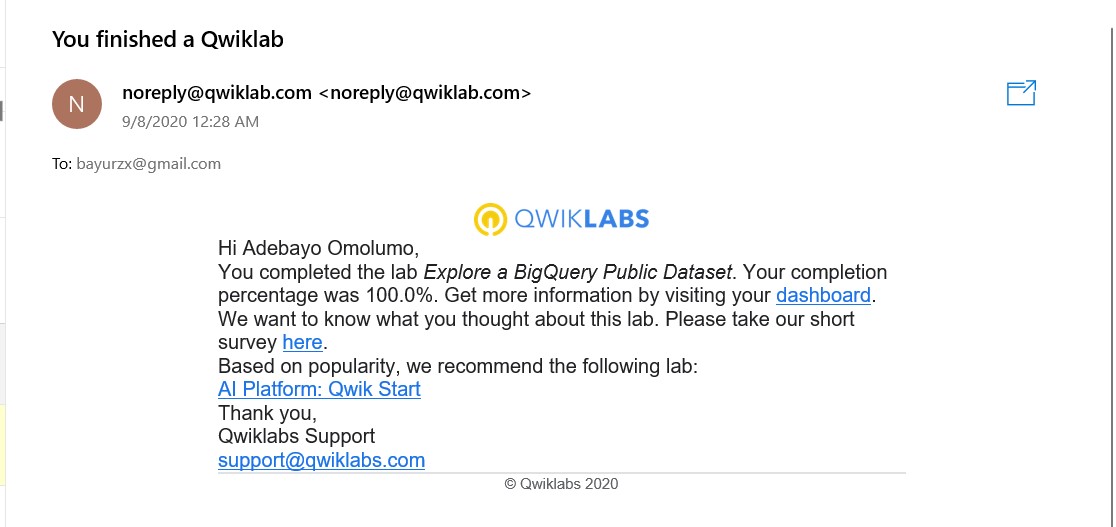 You finished a Qwiklab
N
noreply@qwiklab.com <noreply@qwiklab.com>
9/8/2020 12:28 AM
To: bayurzx@gmail.com
QWIKLABS
Hi Adebayo Omolumo,
You completed the lab Explore a BigQuery Public Dataset. Your completion
percentage was 100.0%. Get more information by visiting your dashboard.
We want to know what you thought about this lab. Please take our short
survey here.
Based on popularity, we recommend the following lab:
AI Platform: Qwik Start
Thank you,
Qwiklabs Support
support@qwiklabs.com
© Qwiklabs 2020